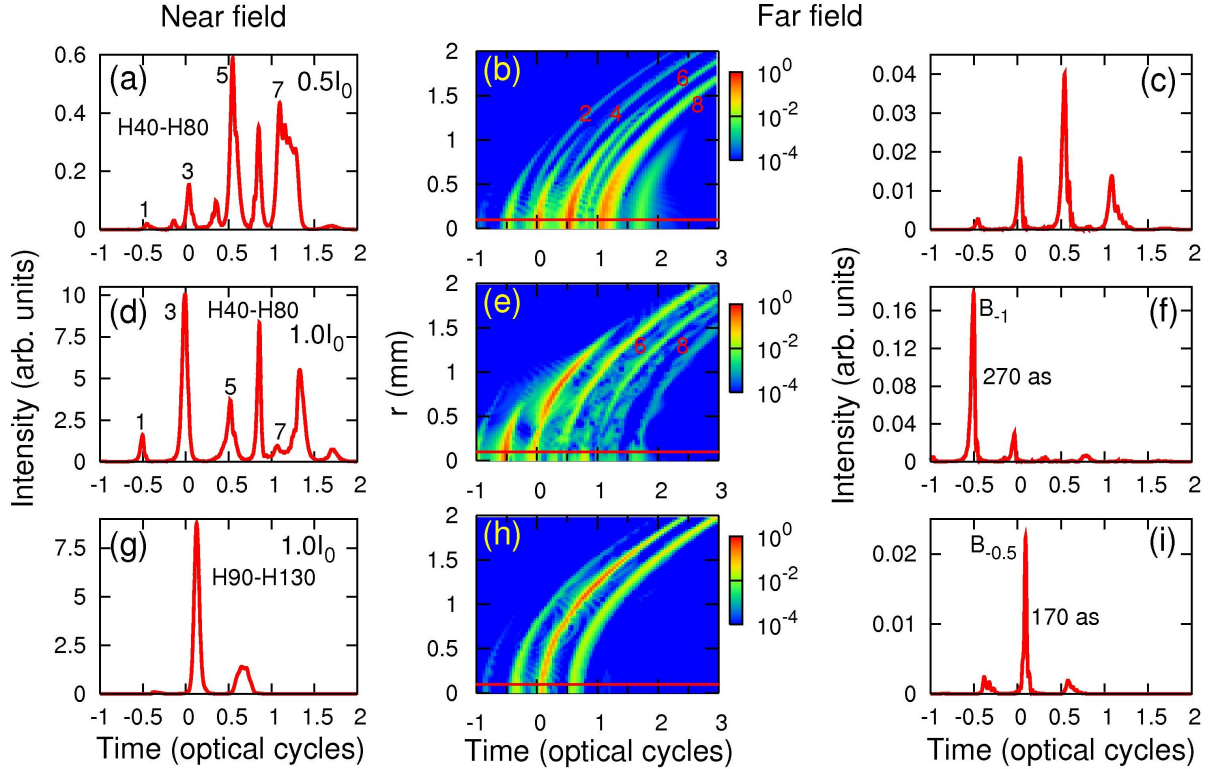 Near field
Far field
(a)
0.5I0
H40-H80
1
3
5
7
0.6
0.4
0.2
0
-1 -0.5 0 0.5 1 1.5 2
(b)
2
4
6
8
2
1.5
1
0.5
0
-1 0 1 2 3
10^0
10^-2
10^-4
(c)
0.04
0.03
0.02
0.01
0
-1 -0.5 0 0.5 1 1.5 2
Intensity (arb. units)
(d)
H40-H80
1.0I0
1
3
5
7
10
7.5
5
2.5
0
-1 -0.5 0 0.5 1 1.5 2
r (mm)
(e)
6
8
2
1.5
1
0.5
0
-1 0 1 2 3
10^0
10^-2
10^-4
Intensity (arb. units)
(f)
B-1
270 as
0.16
0.12
0.08
0.04
0
-1 -0.5 0 0.5 1 1.5 2
(g)
1.0I0
H90-H130
7.5
5
2.5
0
-1 -0.5 0 0.5 1 1.5 2
Time (optical cycles)
(h)
2
1.5
1
0.5
0
-1 0 1 2 3
Time (optical cycles)
10^0
10^-2
10^-4
(i)
B-0.5
170 as
0.02
0.01
0
-1 -0.5 0 0.5 1 1.5 2
Time (optical cycles)